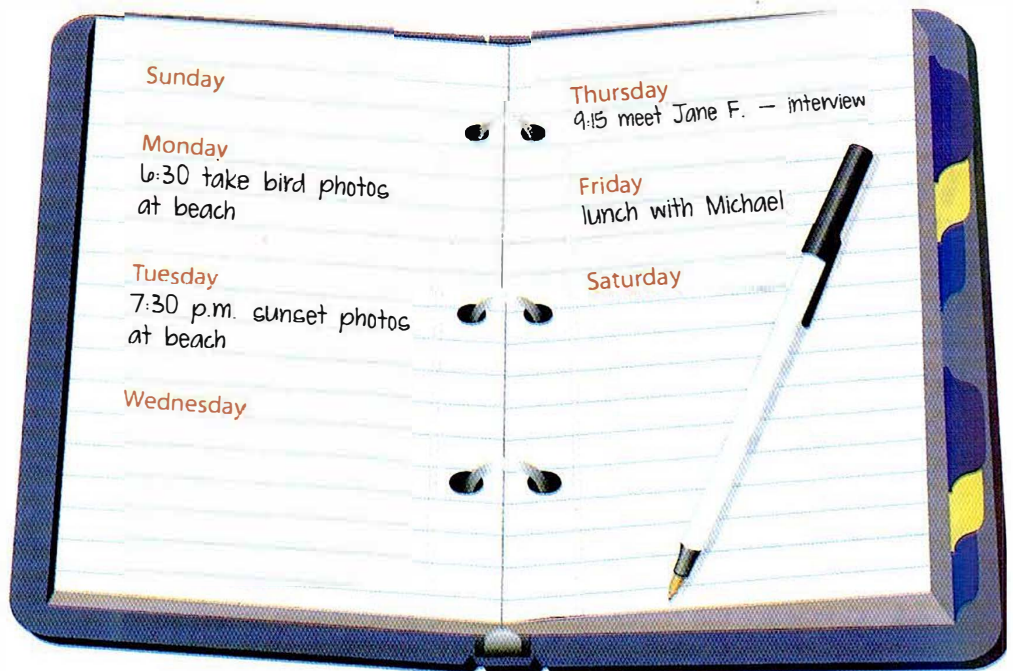 Sunday
Monday
6:30 take bird photos
at beach
Tuesday
7:30 p.m. sunset photos
at beach
Wednesday
Thursday
9:15 meet Jane F. – interview
Friday
lunch with Michael
Saturday